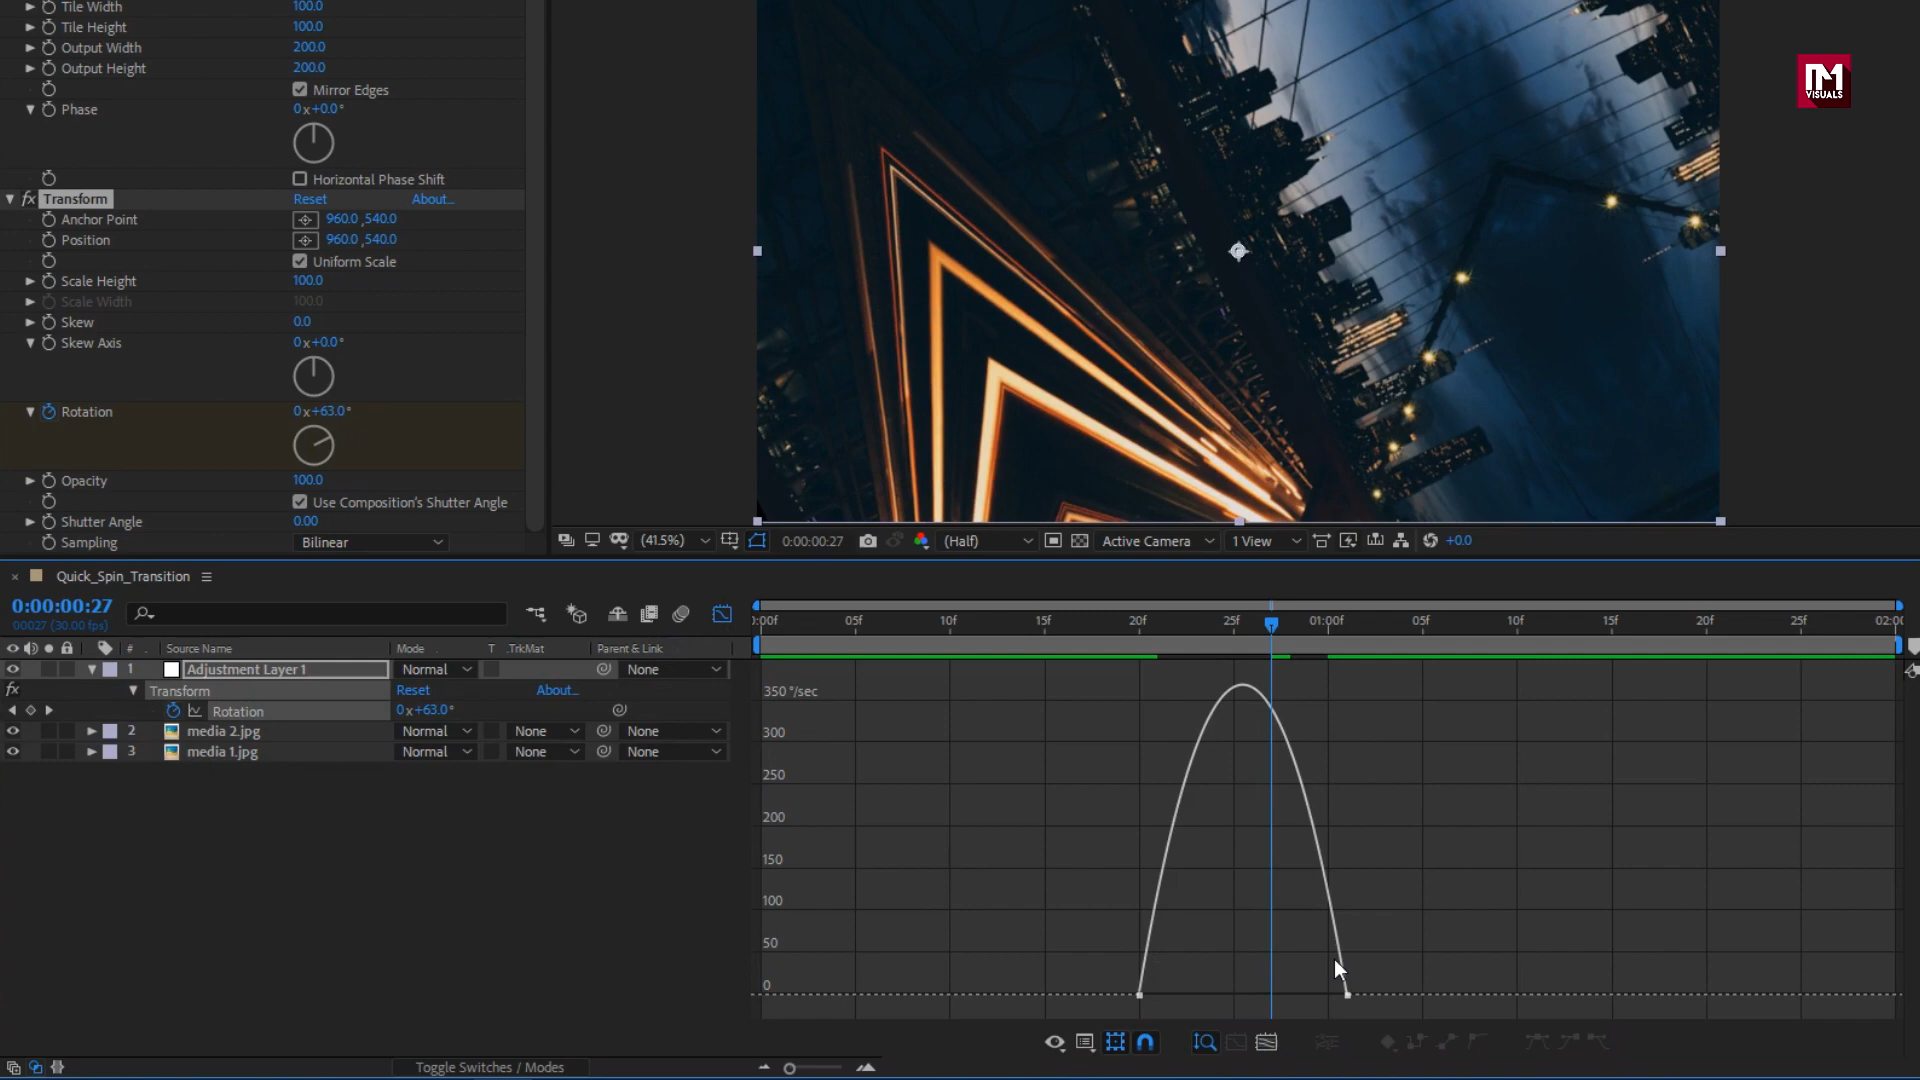 Tile Width 100.0
Tile Height 100.0
Output Width 200.0
Output Height 200.0
Mirror Edges
Phase 0x+0.0°
Horizontal Phase Shift
fx Transform Reset About...
Anchor Point 960.0,540.0
Position 960.0,540.0
Uniform Scale
Scale Height 100.0
Scale Width 100.0
Skew 0.0
Skew Axis 0x+0.0°
Rotation 0x+63.0°
Opacity 100.0
Use Composition's Shutter Angle
Shutter Angle 0.00
Sampling Bilinear
VISUALS
(41.5%) 0:00:00:27 (Half) Active Camera 1 View +0.0
Quick_Spin_Transition
0:00:00:27
00027 (30.00 fps)
# Source Name Mode T .TrkMat Parent & Link
1 Adjustment Layer 1 Normal None
fx Transform Reset About...
Rotation 0x+63.0°
2 media 2.jpg Normal None None
3 media 1.jpg Normal None None
:00f 05f 10f 15f 20f 25f 01:00f 05f 10f 15f 20f 25f 02:0
350 °/sec
300
250
200
150
100
50
0
Toggle Switches / Modes